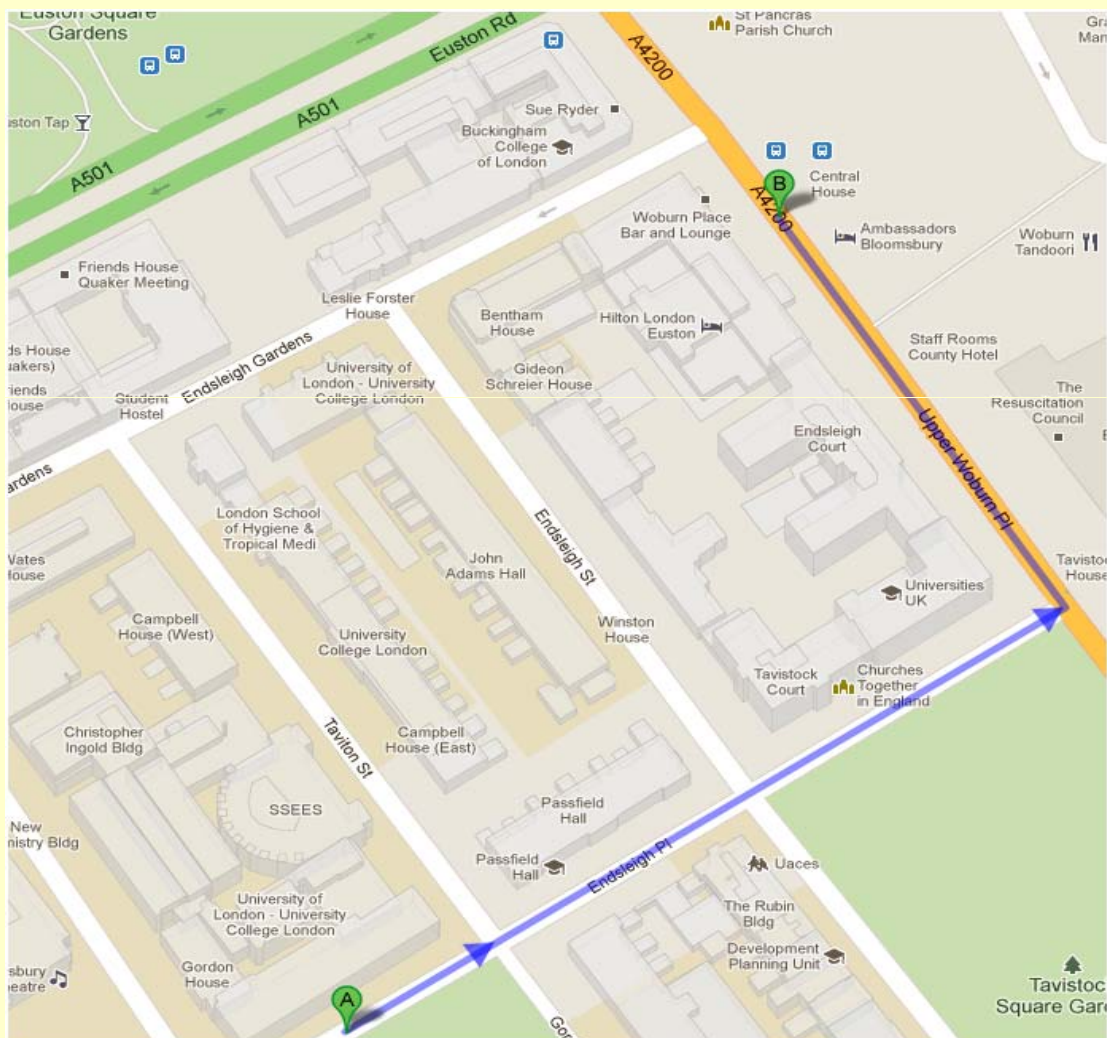 Euston Square
Gardens
Euston Rd
A501
A501
A4200
St Pancras
Parish Church
Sue Ryder
Buckingham
College
of London
B
A4200
Central
House
Woburn Place
Bar and Lounge
Ambassadors
Bloomsbury
Woburn
Tandoori
Friends House
Quaker Meeting
Leslie Forster
House
Bentham
House
Hilton London
Euston
Staff Rooms
County Hotel
Endsleigh Gardens
University of
London - University
College London
Gideon
Schreier House
Student
Hostel
The
Resuscitation
Council
Endsleigh
Court
Upper Woburn Pl
London School
of Hygiene &
Tropical Medi
John
Adams Hall
Endsleigh St
Universities
UK
Campbell
House (West)
University
College London
Winston
House
Tavistock
Court
Churches
Together
in England
Christopher
Ingold Bldg
Taviton St
Campbell
House (East)
SSEES
Passfield
Hall
New
Passfield
Hall
Endsleigh Pl
Uaces
University of
London - University
College London
The Rubin
Bldg
Development
Planning Unit
Gordon
House
A
Tavistoc
Square Gar